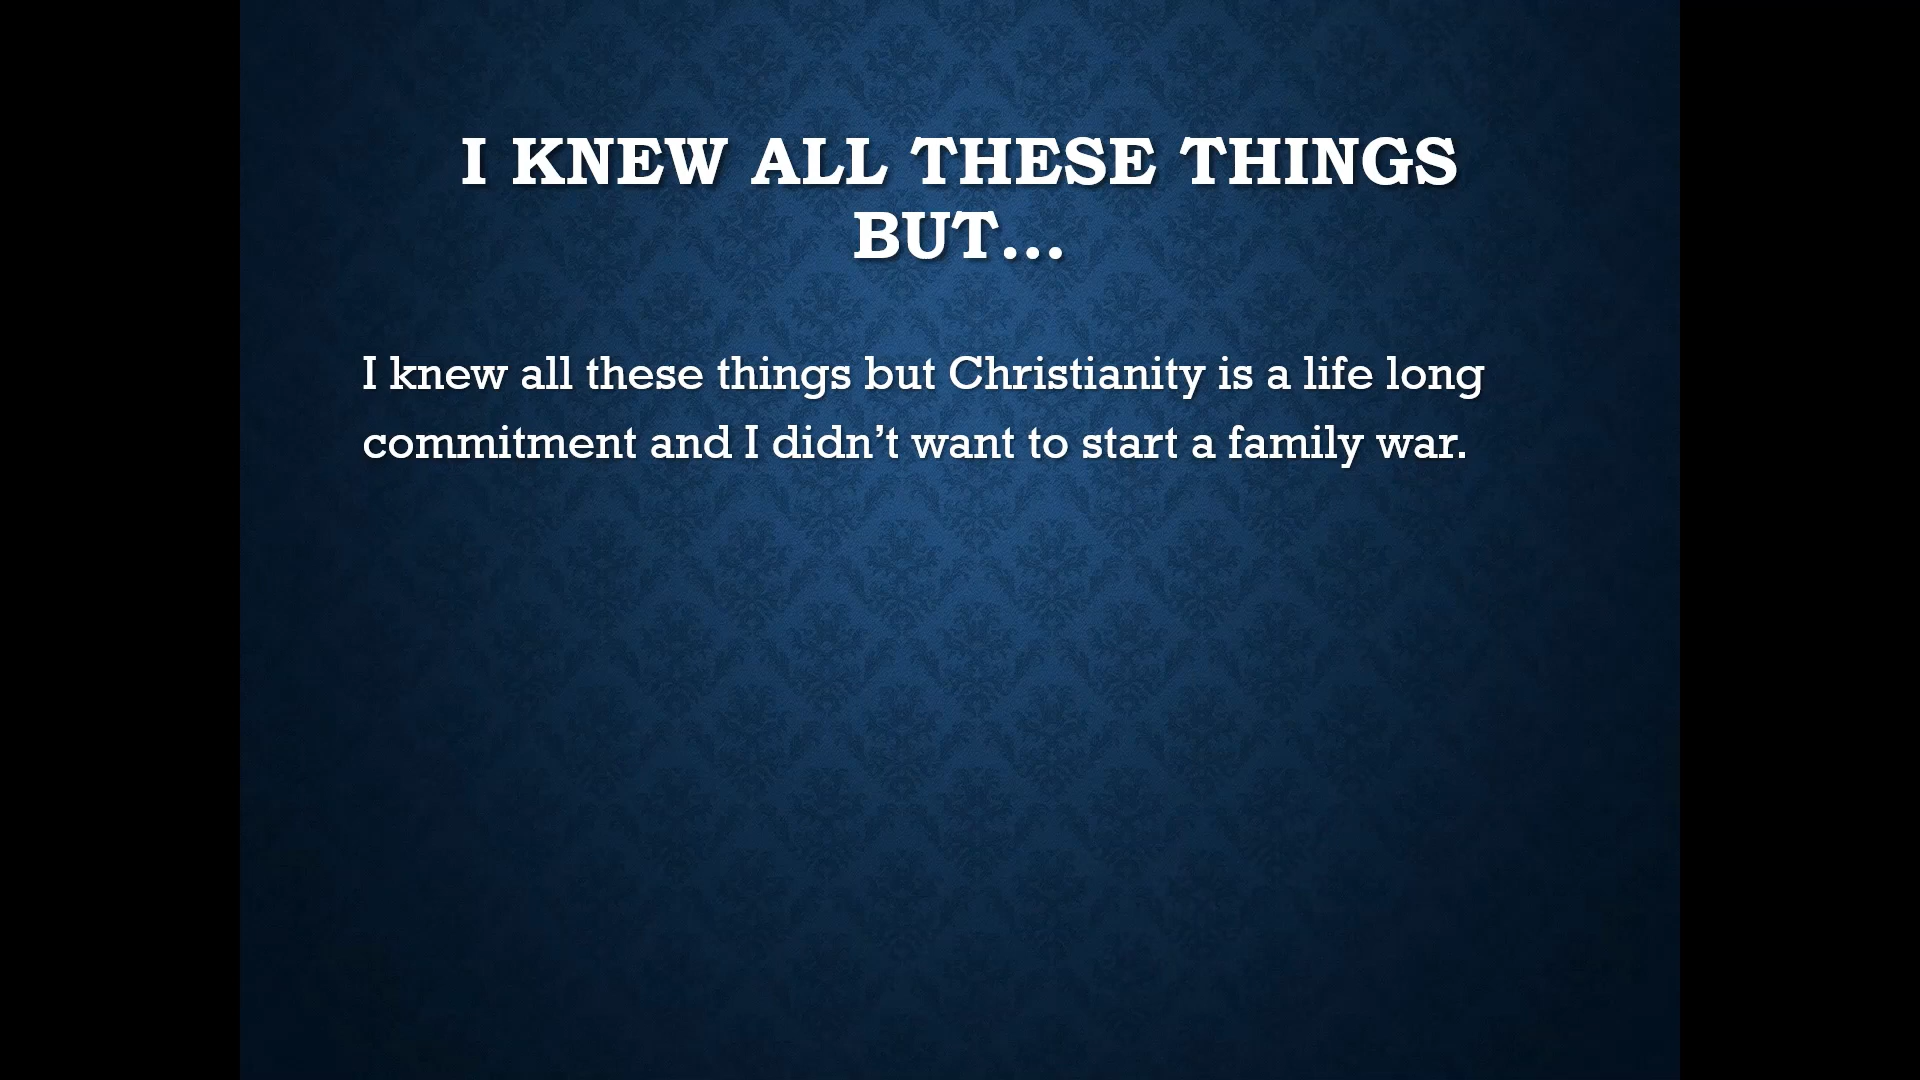 I KNEW ALL THESE THINGS
BUT…
I knew all these things but Christianity is a life long
commitment and I didn’t want to start a family war.